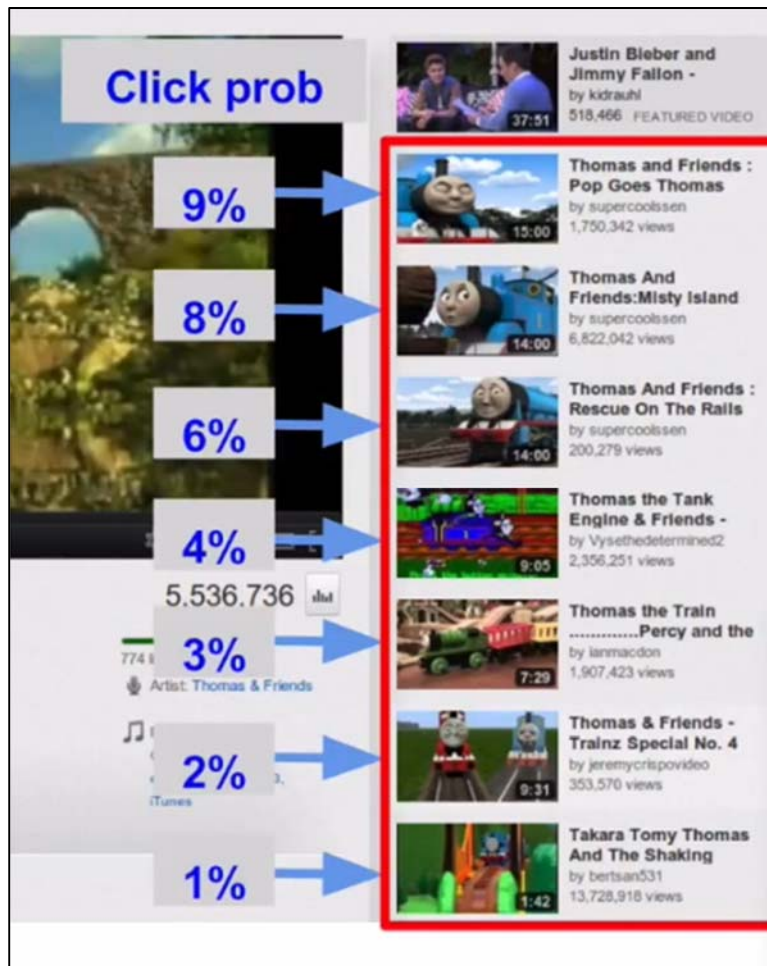 Click prob
Justin Bieber and
Jimmy Fallon -
by kidrauhl
518,466 FEATURED VIDEO
37:51
9%
Thomas and Friends :
Pop Goes Thomas
by supercoolssen
1,750,342 views
15:00
8%
Thomas And
Friends:Misty Island
by supercoolssen
6,822,042 views
14:00
6%
Thomas And Friends :
Rescue On The Rails
by supercoolssen
200,279 views
14:00
4%
Thomas the Tank
Engine & Friends -
by Vysethedetermined2
2,356,251 views
9:05
5.536.736
3%
774
Artist: Thomas & Friends
Thomas the Train
.............Percy and the
by ianmacdon
1,907,423 views
7:29
2%
iTunes
Thomas & Friends -
Trainz Special No. 4
by jeremycrispovideo
353,570 views
9:31
1%
Takara Tomy Thomas
And The Shaking
by bertsan531
13,728,918 views
1:42